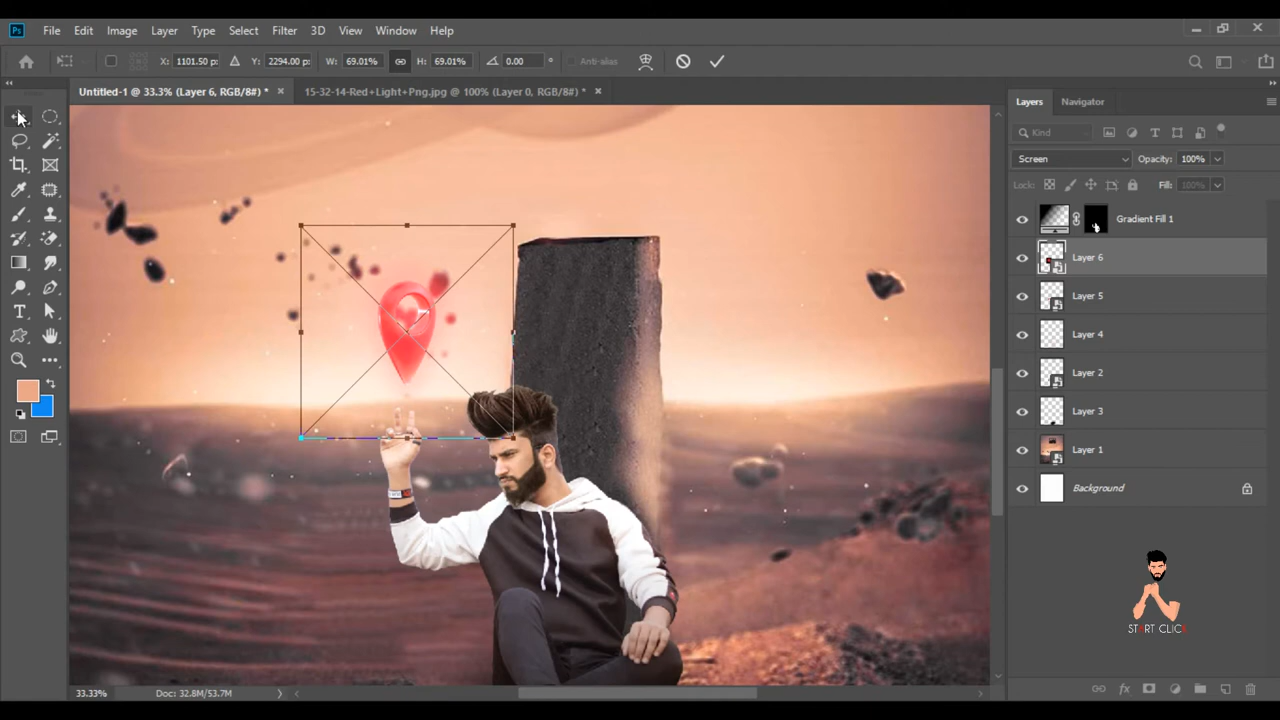 Ps File Edit Image Layer Type Select Filter 3D View Window Help
X: 1101.50 p: Y: 2294.00 p: W: 69.01% H: 69.01% 0.00 ° Anti-alias
Untitled-1 @ 33.3% (Layer 6, RGB/8#) * × 15-32-14-Red+Light+Png.jpg @ 100% (Layer 0, RGB/8#) * ×
Layers Navigator
Kind
Screen Opacity: 100%
Lock: Fill: 100%
Gradient Fill 1
Layer 6
Layer 5
Layer 4
Layer 2
Layer 3
Layer 1
Background
START CLICK
33.33% Doc: 32.8M/53.7M